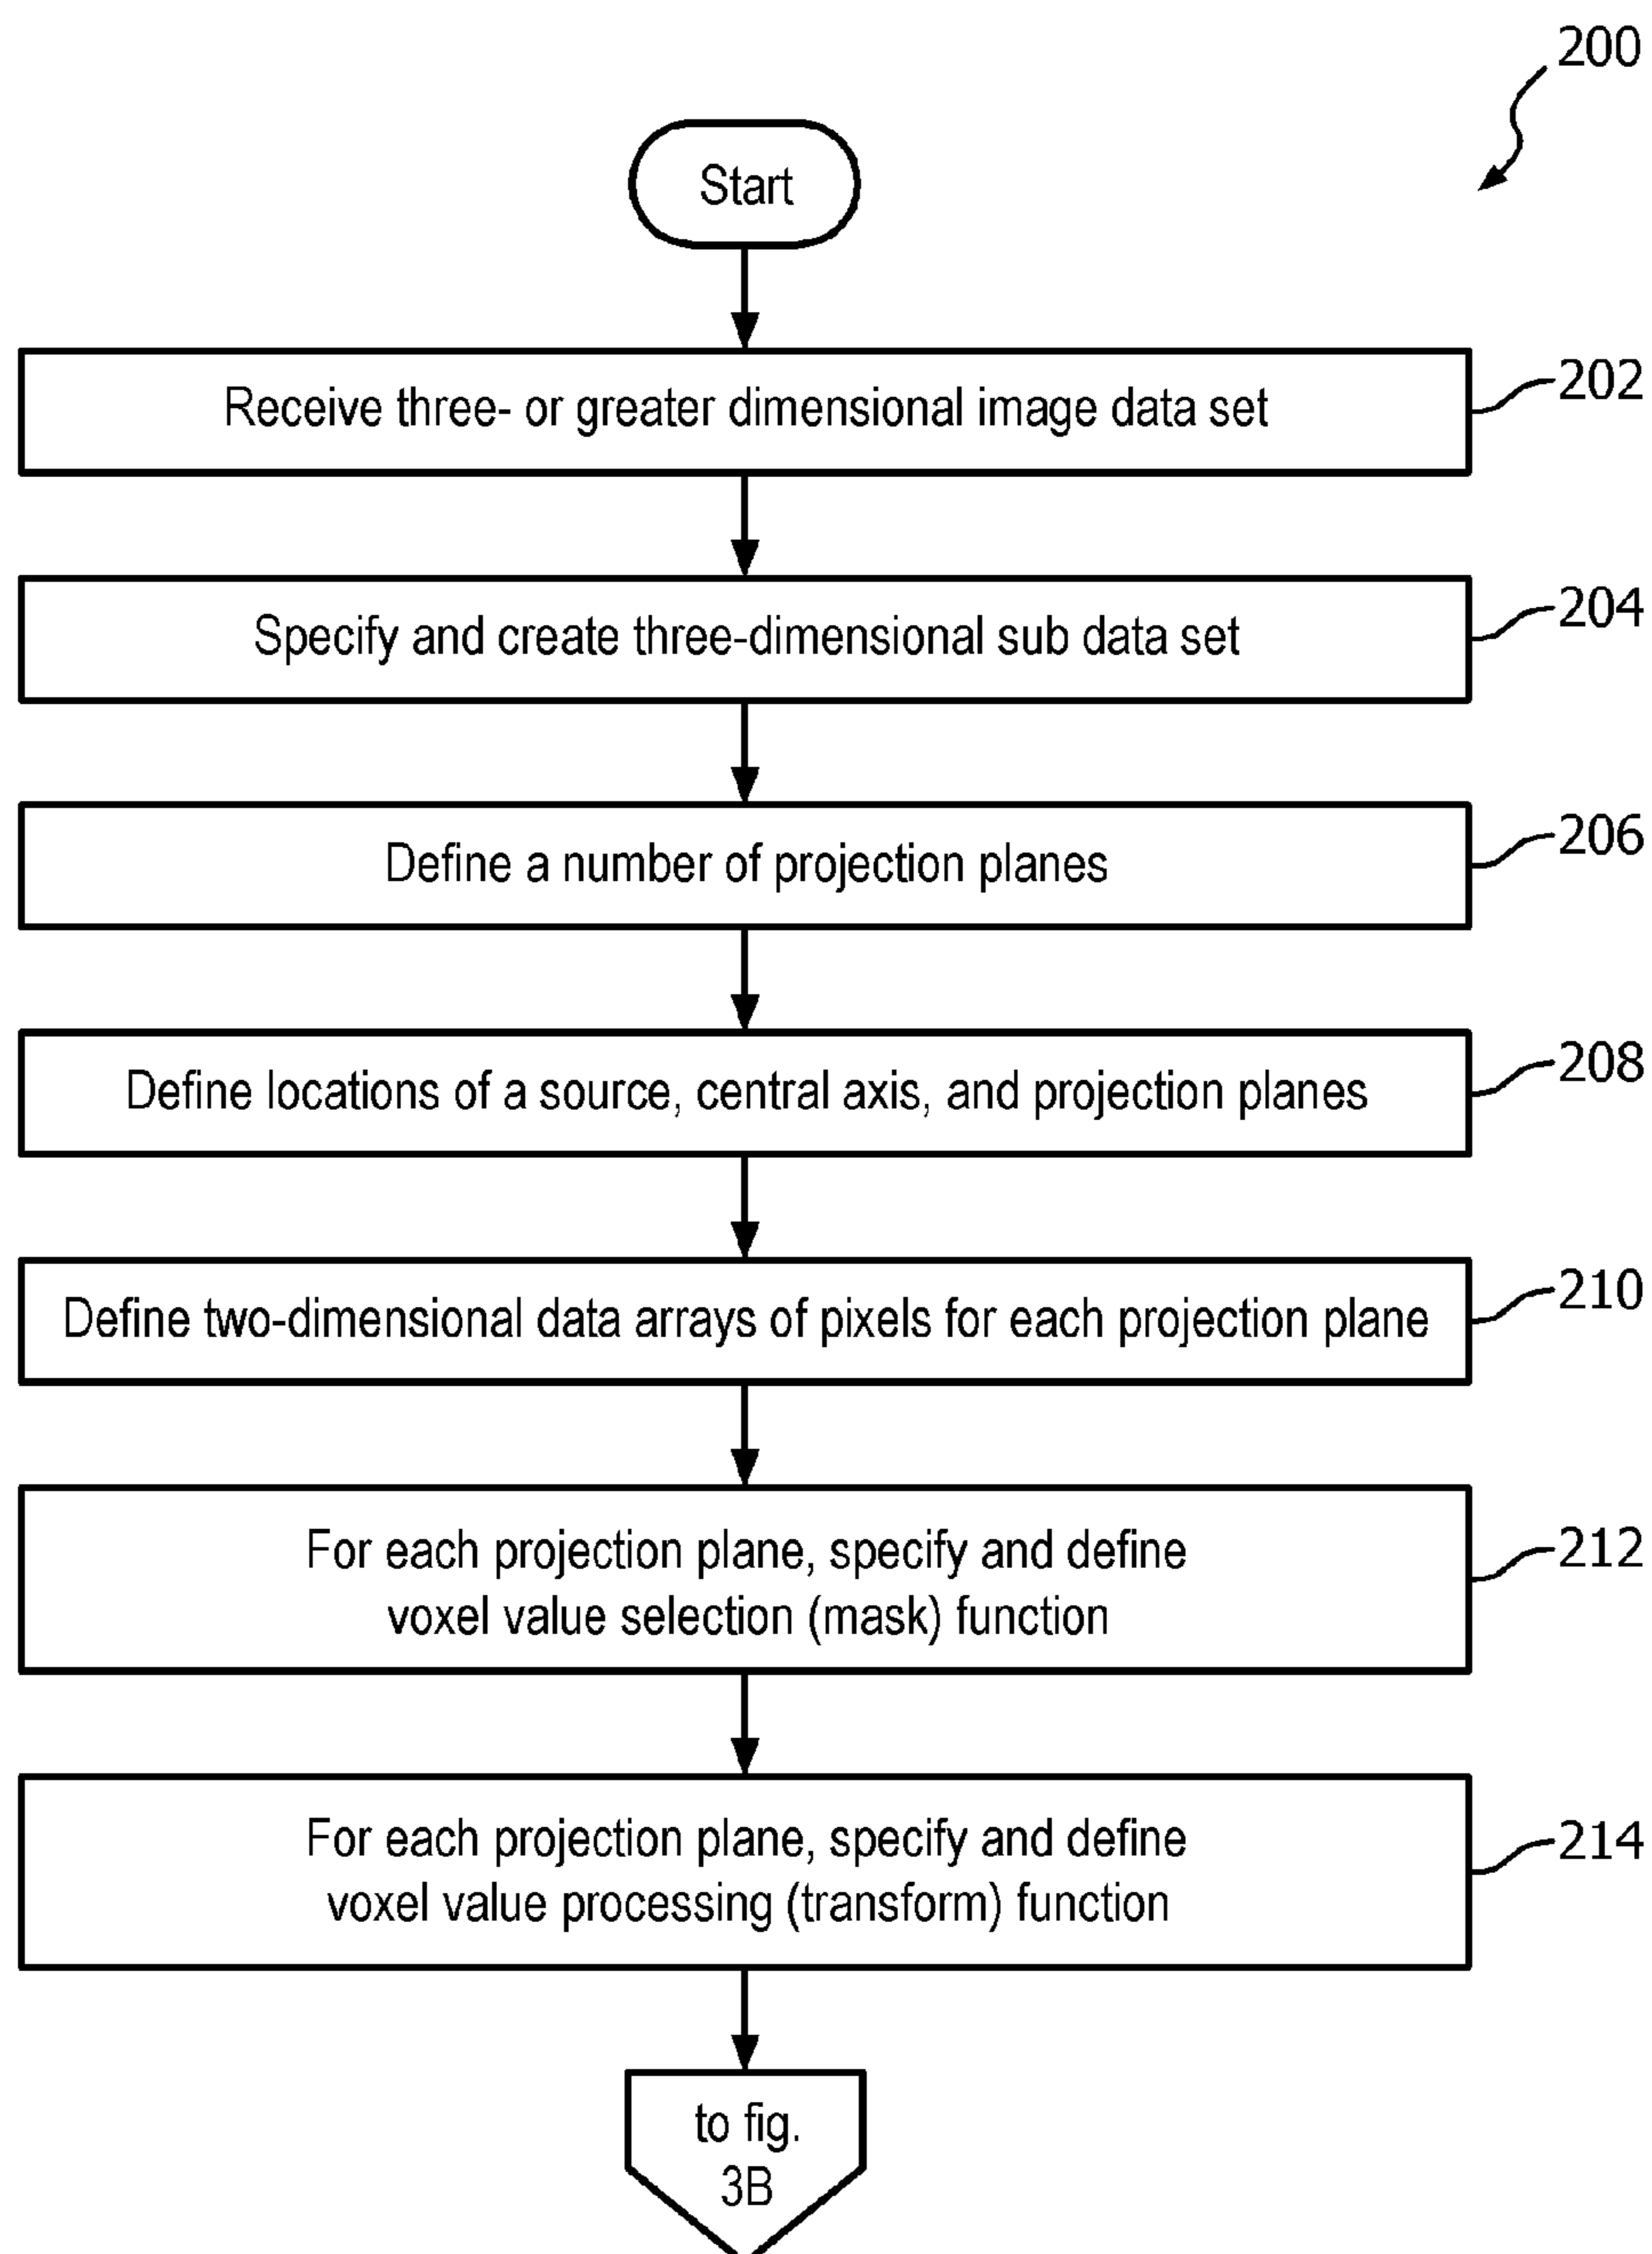 200
Start
Receive three- or greater dimensional image data set
202
Specify and create three-dimensional sub data set
204
Define a number of projection planes
206
Define locations of a source, central axis, and projection planes
208
Define two-dimensional data arrays of pixels for each projection plane
210
For each projection plane, specify and define
voxel value selection (mask) function
212
For each projection plane, specify and define
voxel value processing (transform) function
214
to fig.
3B